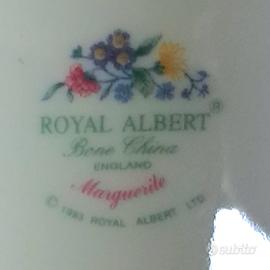 ROYAL ALBERT ®
Bone China
ENGLAND
Marguerite
© 1993 ROYAL ALBERT LTD
subito